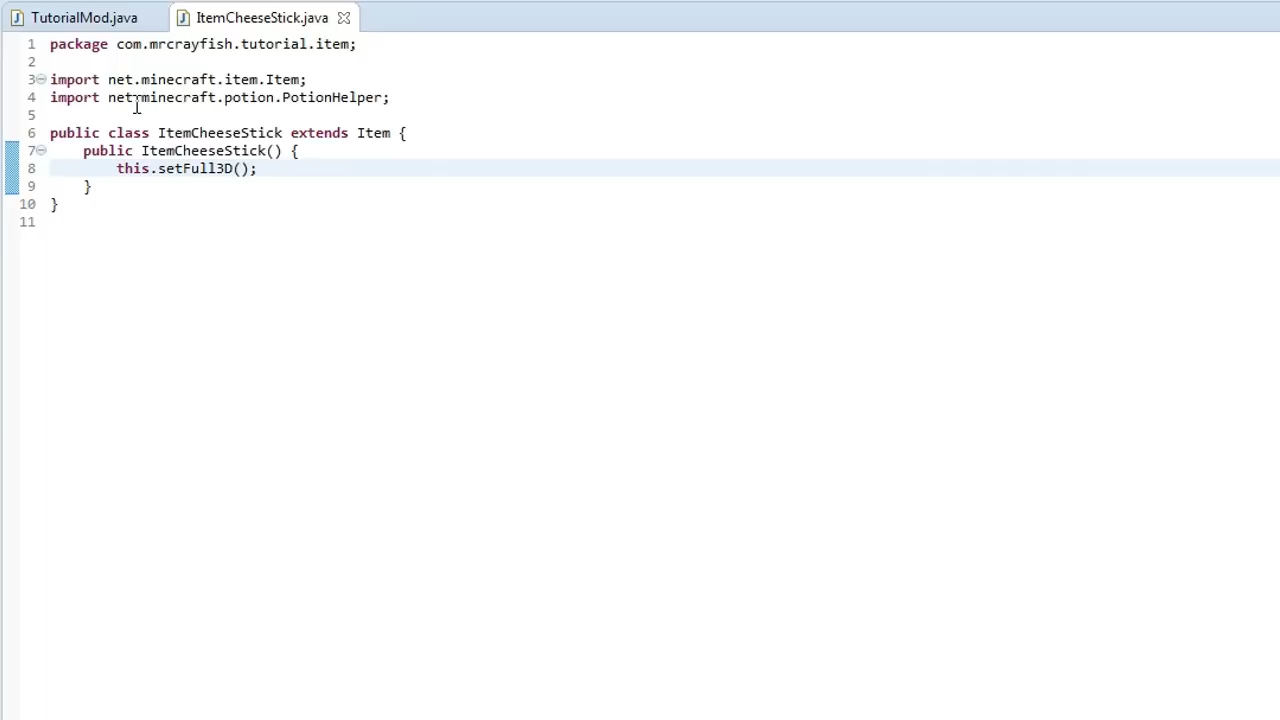 TutorialMod.java ItemCheeseStick.java
1 package com.mrcrayfish.tutorial.item;
2
3 import net.minecraft.item.Item;
4 import net.minecraft.potion.PotionHelper;
5
6 public class ItemCheeseStick extends Item {
7 public ItemCheeseStick() {
8 this.setFull3D();
9 }
10 }
11